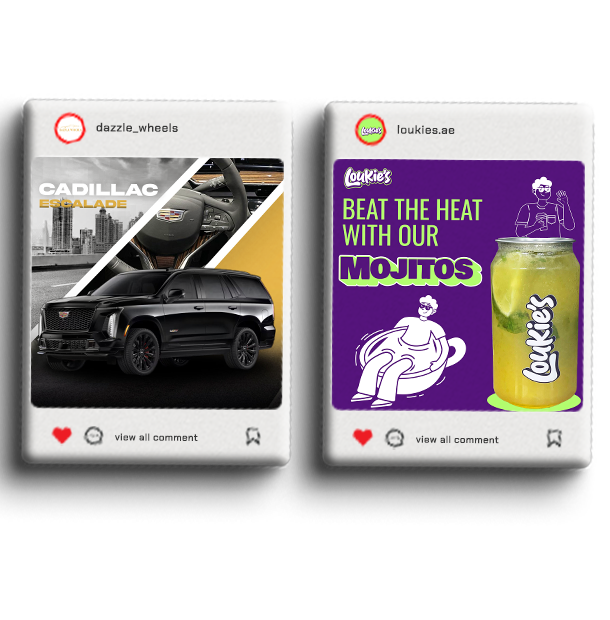 dazzle_wheels
CADILLAC
ESCALADE
view all comment
Loukie's
loukies.ae
Loukie's
BEAT THE HEAT
WITH OUR
MOJITOS
Loukie's
view all comment